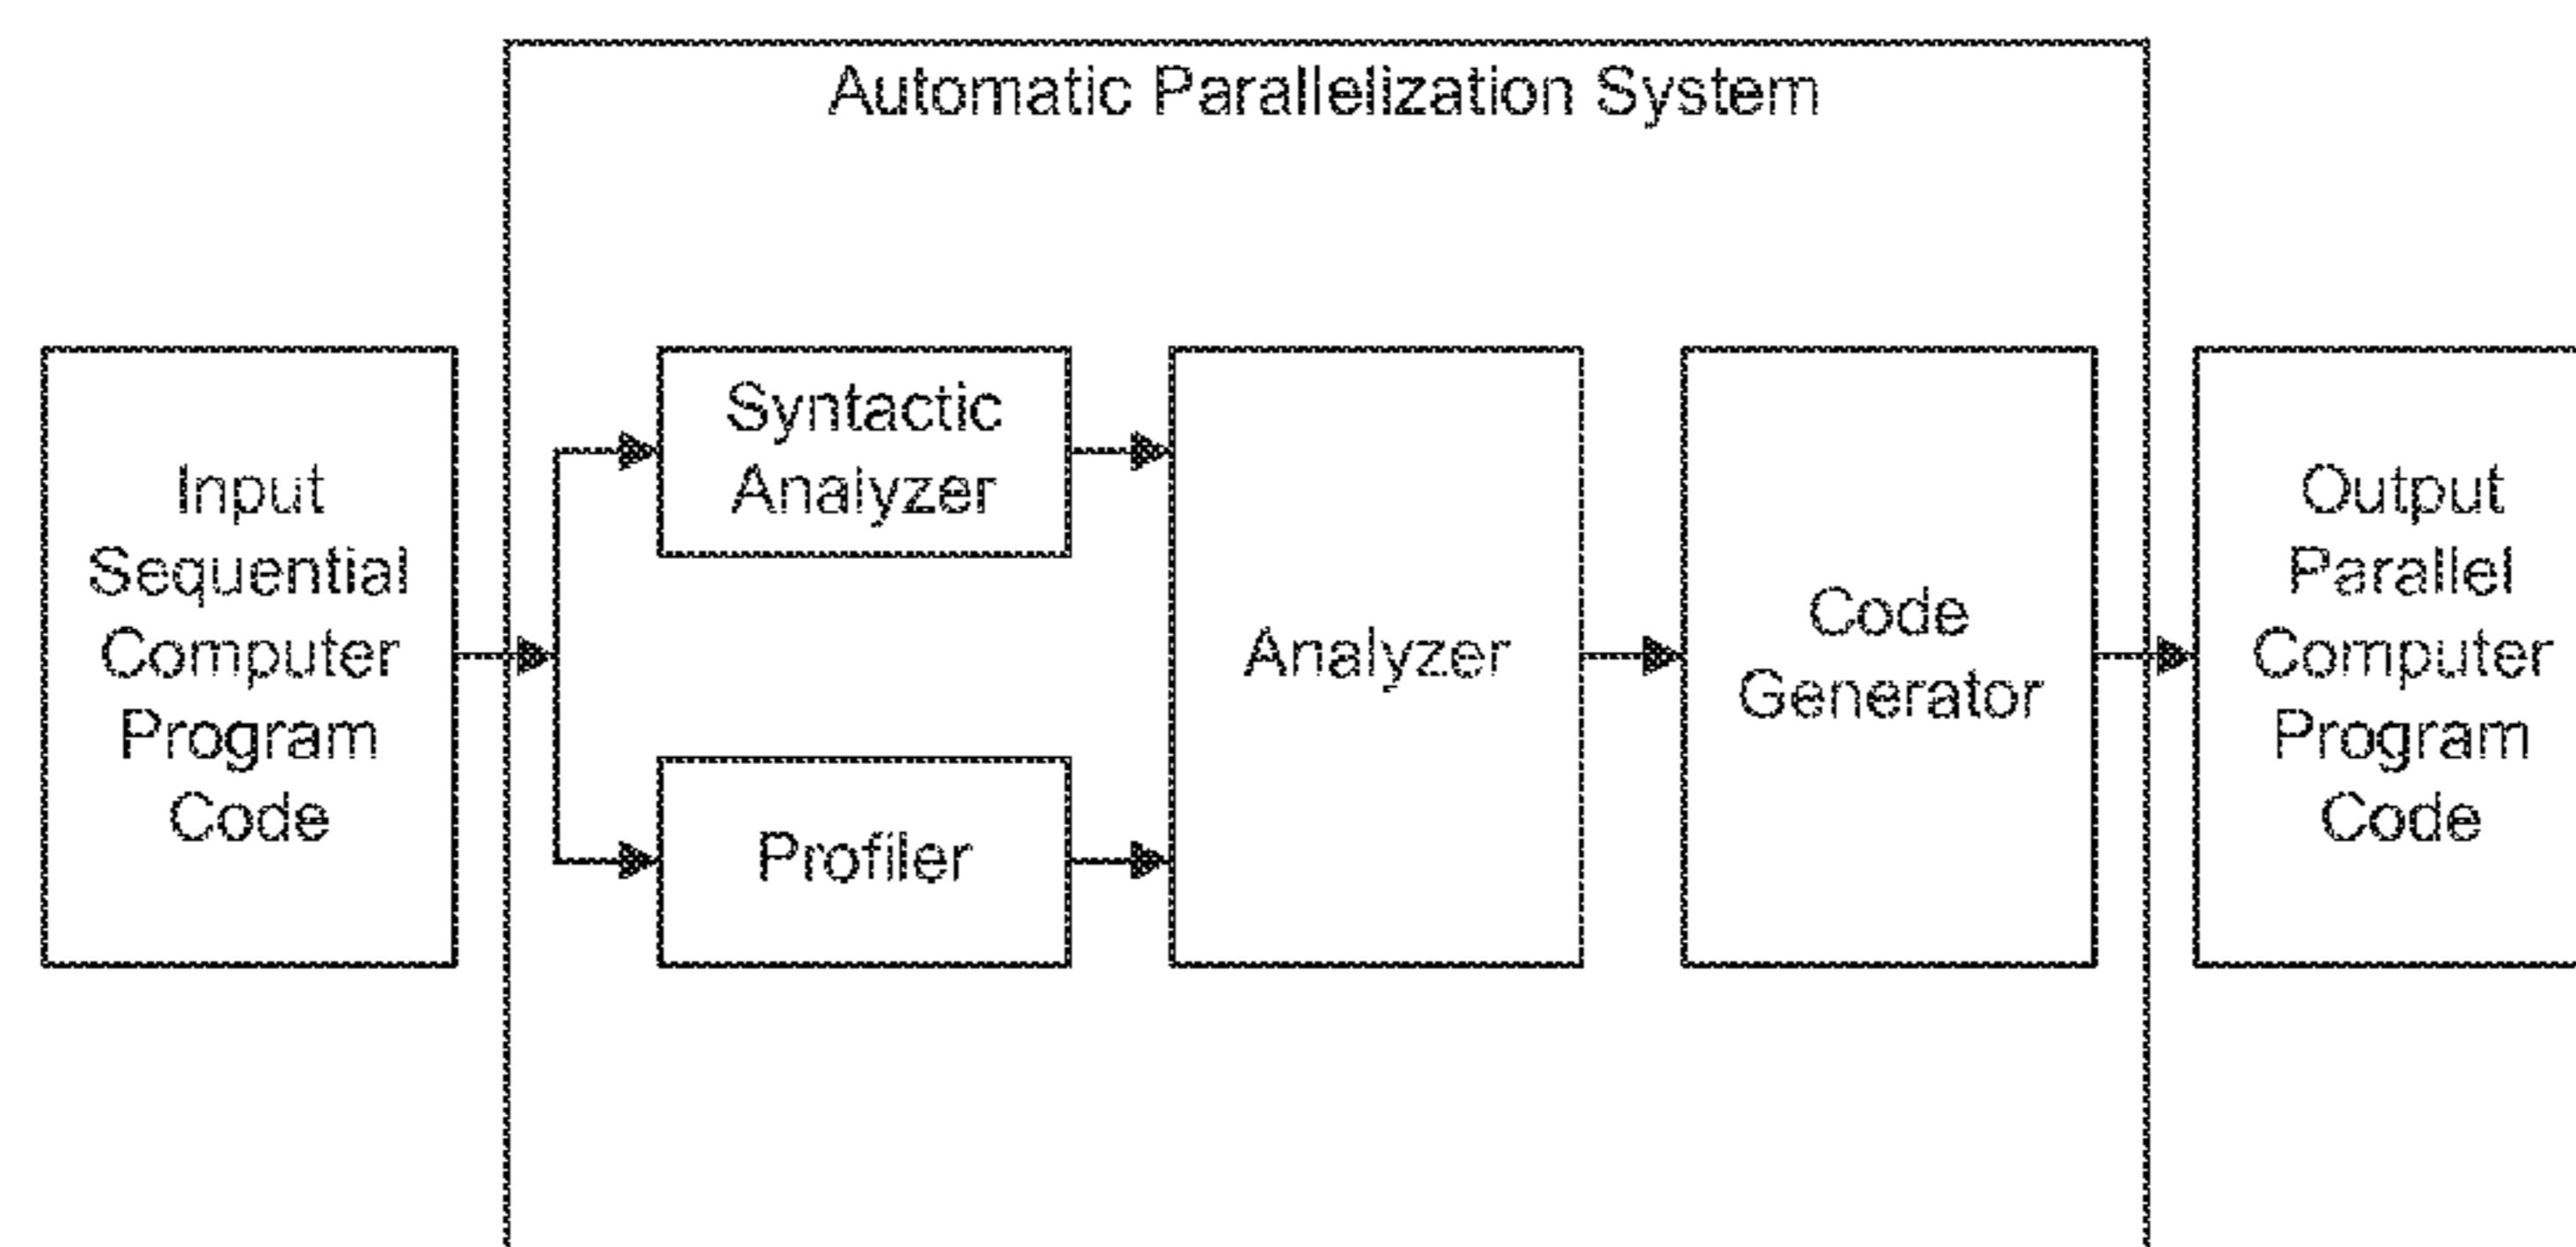 Automatic Parallelization System
Input
Sequential
Computer
Program
Code
Syntactic
Analyzer
Profiler
Analyzer
Code
Generator
Output
Parallel
Computer
Program
Code